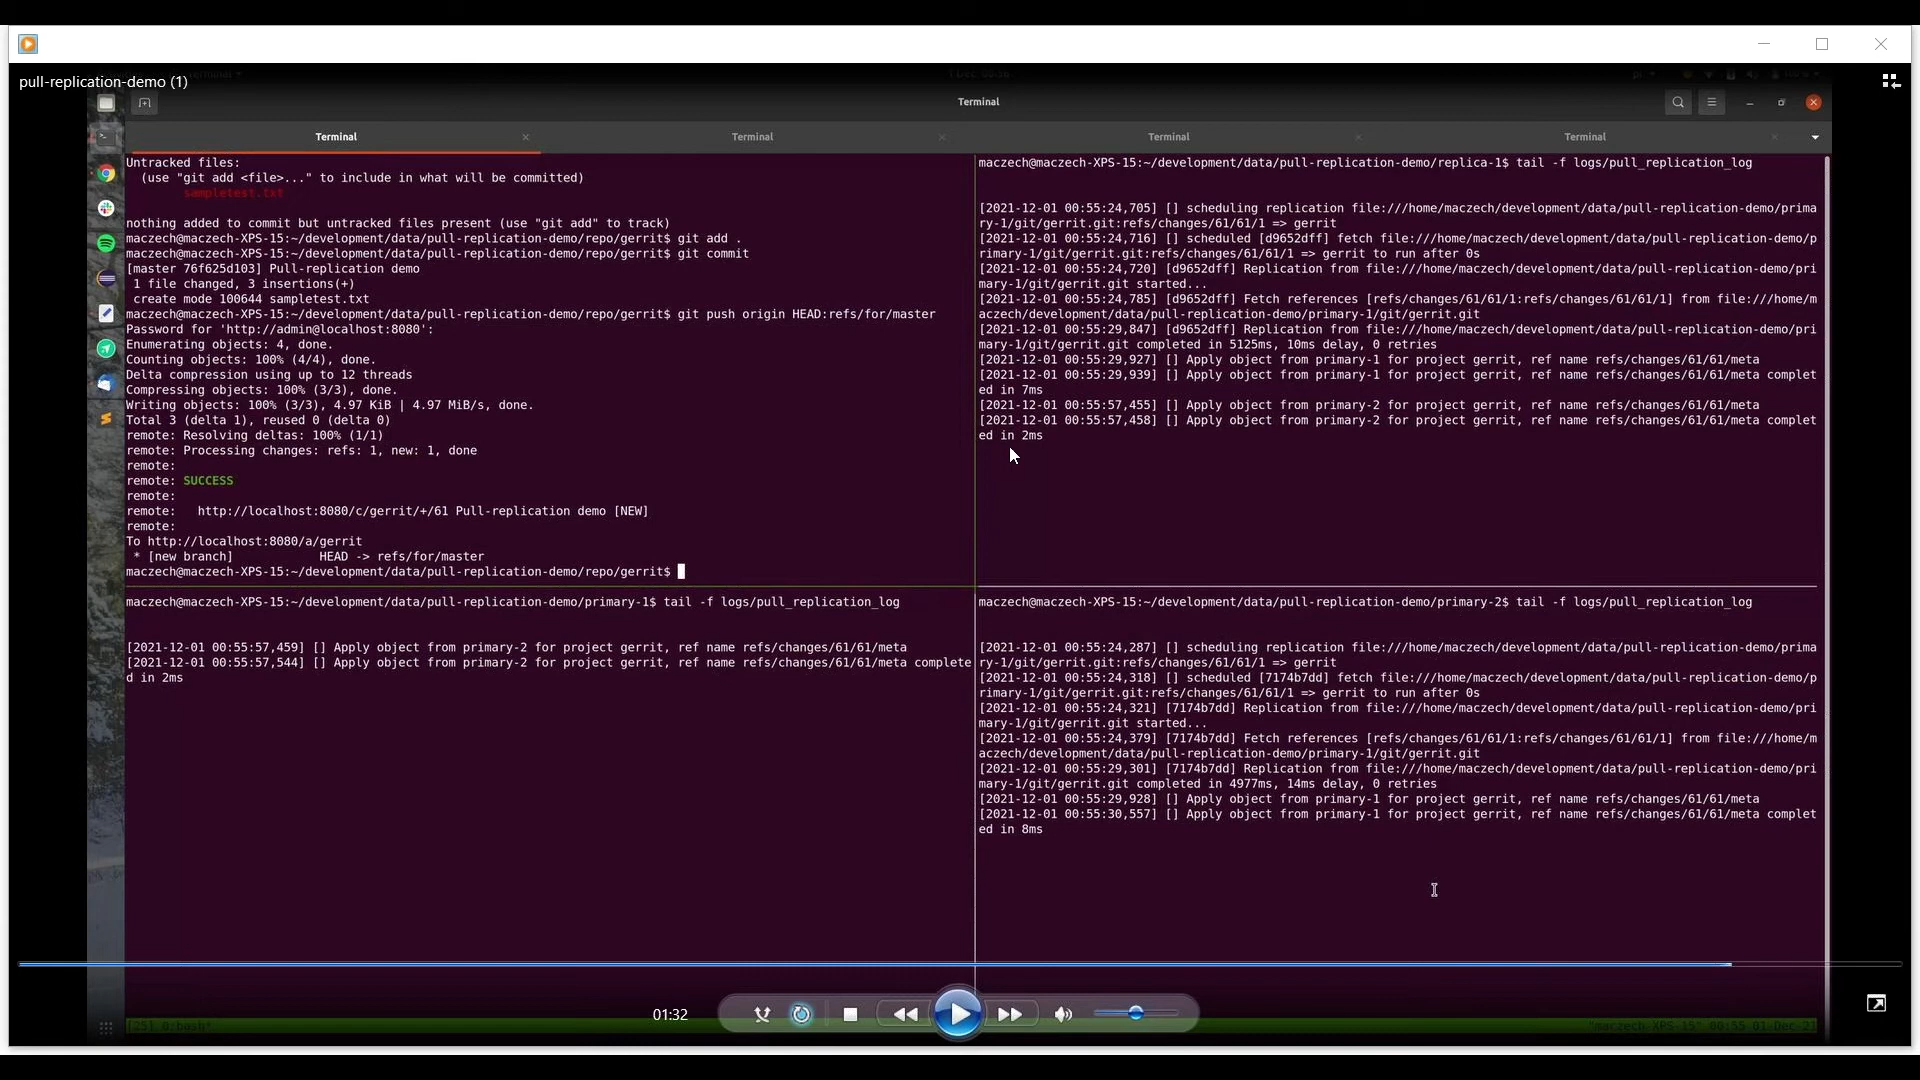 pull-replication-demo (1)
Terminal
Terminal
Terminal
Terminal
Terminal
Untracked files:
(use "git add <file>..." to include in what will be committed)
sampletest.txt
nothing added to commit but untracked files present (use "git add" to track)
maczech@maczech-XPS-15:~/development/data/pull-replication-demo/repo/gerrit$ git add .
maczech@maczech-XPS-15:~/development/data/pull-replication-demo/repo/gerrit$ git commit
[master 76f625d103] Pull-replication demo
1 file changed, 3 insertions(+)
create mode 100644 sampletest.txt
maczech@maczech-XPS-15:~/development/data/pull-replication-demo/repo/gerrit$ git push origin HEAD:refs/for/master
Password for 'http://admin@localhost:8080':
Enumerating objects: 4, done.
Counting objects: 100% (4/4), done.
Delta compression using up to 12 threads
Compressing objects: 100% (3/3), done.
Writing objects: 100% (3/3), 4.97 KiB | 4.97 MiB/s, done.
Total 3 (delta 1), reused 0 (delta 0)
remote: Resolving deltas: 100% (1/1)
remote: Processing changes: refs: 1, new: 1, done
remote:
remote: SUCCESS
remote:
remote:   http://localhost:8080/c/gerrit/+/61 Pull-replication demo [NEW]
remote:
To http://localhost:8080/a/gerrit
* [new branch]            HEAD -> refs/for/master
maczech@maczech-XPS-15:~/development/data/pull-replication-demo/repo/gerrit$
maczech@maczech-XPS-15:~/development/data/pull-replication-demo/replica-1$ tail -f logs/pull_replication_log
[2021-12-01 00:55:24,705] [] scheduling replication file:///home/maczech/development/data/pull-replication-demo/prima
ry-1/git/gerrit.git:refs/changes/61/61/1 => gerrit
[2021-12-01 00:55:24,716] [] scheduled [d9652dff] fetch file:///home/maczech/development/data/pull-replication-demo/p
rimary-1/git/gerrit.git:refs/changes/61/61/1 => gerrit to run after 0s
[2021-12-01 00:55:24,720] [d9652dff] Replication from file:///home/maczech/development/data/pull-replication-demo/pri
mary-1/git/gerrit.git started...
[2021-12-01 00:55:24,785] [d9652dff] Fetch references [refs/changes/61/61/1:refs/changes/61/61/1] from file:///home/m
aczech/development/data/pull-replication-demo/primary-1/git/gerrit.git
[2021-12-01 00:55:29,847] [d9652dff] Replication from file:///home/maczech/development/data/pull-replication-demo/pri
mary-1/git/gerrit.git completed in 5125ms, 10ms delay, 0 retries
[2021-12-01 00:55:29,927] [] Apply object from primary-1 for project gerrit, ref name refs/changes/61/61/meta
[2021-12-01 00:55:29,939] [] Apply object from primary-1 for project gerrit, ref name refs/changes/61/61/meta complet
ed in 7ms
[2021-12-01 00:55:57,455] [] Apply object from primary-2 for project gerrit, ref name refs/changes/61/61/meta
[2021-12-01 00:55:57,458] [] Apply object from primary-2 for project gerrit, ref name refs/changes/61/61/meta complet
ed in 2ms
maczech@maczech-XPS-15:~/development/data/pull-replication-demo/primary-1$ tail -f logs/pull_replication_log
[2021-12-01 00:55:57,459] [] Apply object from primary-2 for project gerrit, ref name refs/changes/61/61/meta
[2021-12-01 00:55:57,544] [] Apply object from primary-2 for project gerrit, ref name refs/changes/61/61/meta complete
d in 2ms
maczech@maczech-XPS-15:~/development/data/pull-replication-demo/primary-2$ tail -f logs/pull_replication_log
[2021-12-01 00:55:24,287] [] scheduling replication file:///home/maczech/development/data/pull-replication-demo/prima
ry-1/git/gerrit.git:refs/changes/61/61/1 => gerrit
[2021-12-01 00:55:24,318] [] scheduled [7174b7dd] fetch file:///home/maczech/development/data/pull-replication-demo/p
rimary-1/git/gerrit.git:refs/changes/61/61/1 => gerrit to run after 0s
[2021-12-01 00:55:24,321] [7174b7dd] Replication from file:///home/maczech/development/data/pull-replication-demo/pri
mary-1/git/gerrit.git started...
[2021-12-01 00:55:24,379] [7174b7dd] Fetch references [refs/changes/61/61/1:refs/changes/61/61/1] from file:///home/m
aczech/development/data/pull-replication-demo/primary-1/git/gerrit.git
[2021-12-01 00:55:29,301] [7174b7dd] Replication from file:///home/maczech/development/data/pull-replication-demo/pri
mary-1/git/gerrit.git completed in 4977ms, 14ms delay, 0 retries
[2021-12-01 00:55:29,928] [] Apply object from primary-1 for project gerrit, ref name refs/changes/61/61/meta
[2021-12-01 00:55:30,557] [] Apply object from primary-1 for project gerrit, ref name refs/changes/61/61/meta complet
ed in 8ms
01:32
[25] 0:bash*
"maczech-XPS-15" 00:55 01-Dec-21